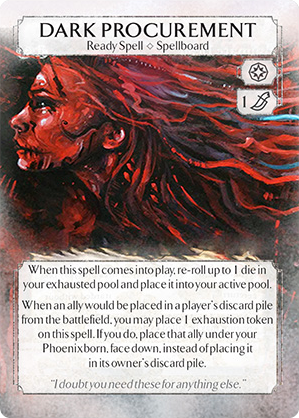 DARK PROCUREMENT
Ready Spell ⟐ Spellboard
1
When this spell comes into play, re-roll up to 1 die in
your exhausted pool and place it into your active pool.
When an ally would be placed in a player's discard pile
from the battlefield, you may place 1 exhaustion token
on this spell. If you do, place that ally under your
Phoenixborn, face down, instead of placing it
in its owner's discard pile.
"I doubt you need these for anything else."